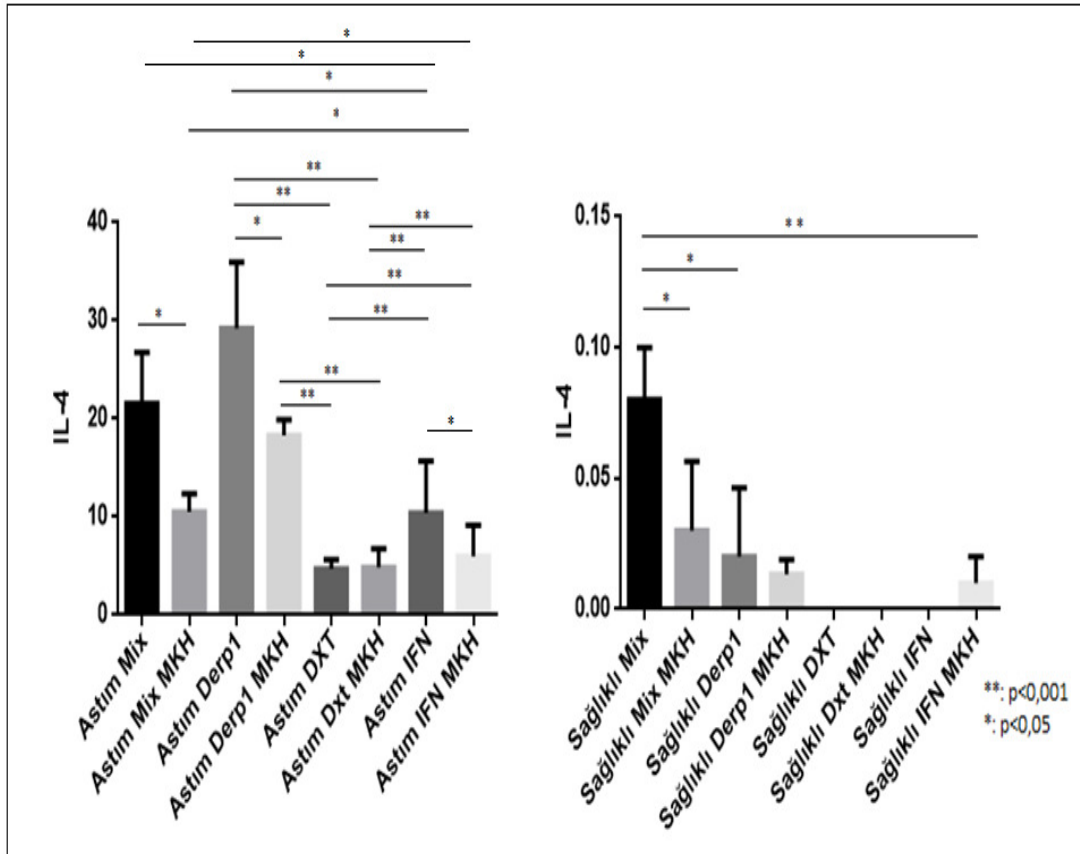 *
*
*
*
**
**
*
**
**
**
**
*
**
**
*
40
30
20
10
0
IL-4
Astım Mix
Astım Mix MKH
Astım Derp1
Astım Derp1 MKH
Astım DXT
Astım Dxt MKH
Astım IFN
Astım IFN MKH
**
*
*
0.15
0.10
0.05
0.00
IL-4
Sağlıklı Mix
Sağlıklı Mix MKH
Sağlıklı Derp1
Sağlıklı Derp1 MKH
Sağlıklı DXT
Sağlıklı Dxt MKH
Sağlıklı IFN
Sağlıklı IFN MKH
**: p<0,001
*: p<0,05